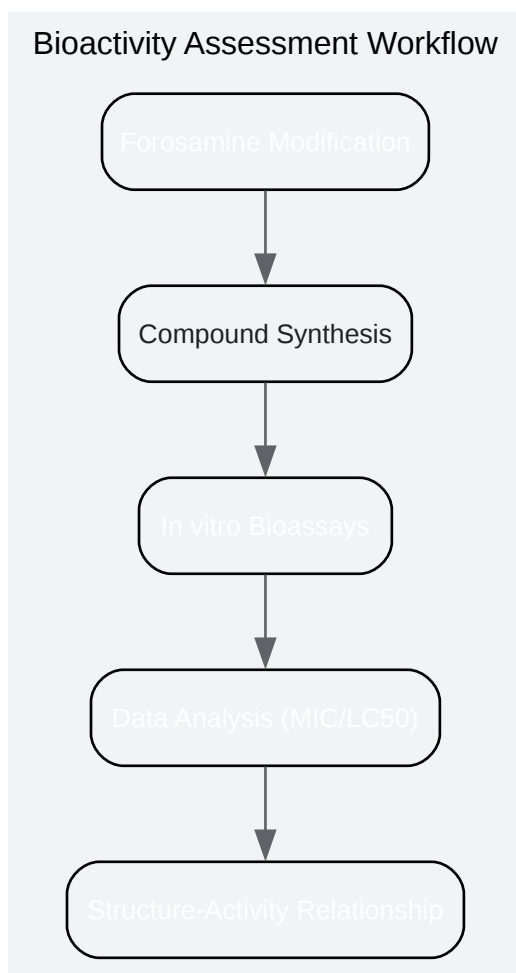 Bioactivity Assessment Workflow
Forosamine Modification
Compound Synthesis
In vitro Bioassays
Data Analysis (MIC/LC50)
Structure-Activity Relationship